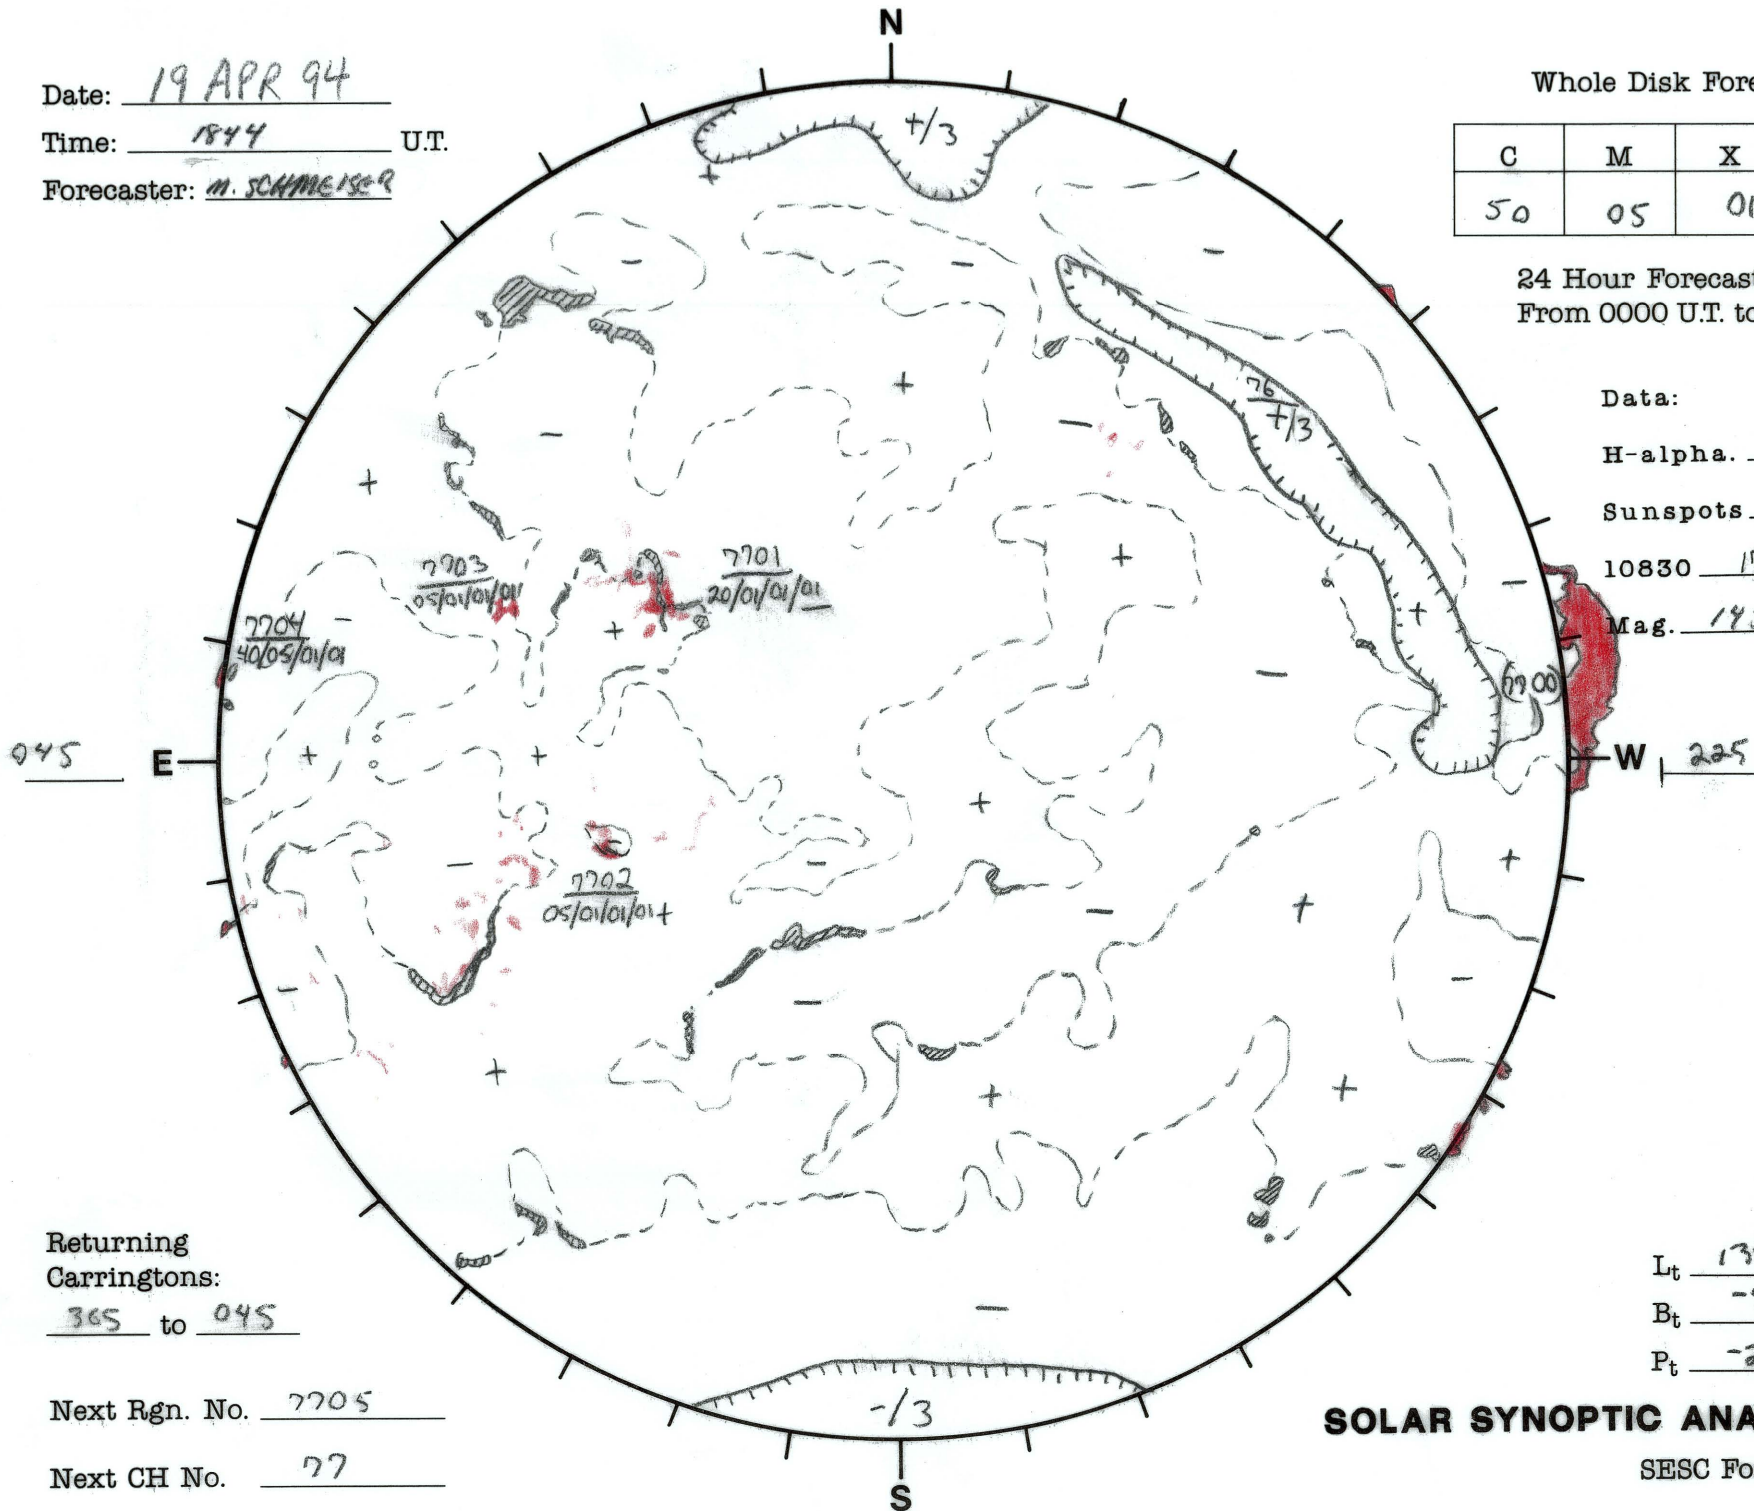 N
Date: 19 APR 94
Time: 1844 U.T.
Forecaster: M. SCHMEISER
Whole Disk Fore
C M X
50 05 01
24 Hour Forecast
From 0000 U.T. to
Data:
H-alpha.
Sunspots
10830
Mag.
+/3
+
-
-
-
76
+/3
+
-
-
+
7703
05/01/01/01
7701
20/01/01/01
+
-
7704
40/05/01/01
-
+
+
-
(7700)
045
E
+
+
W
225
+
-
-
+
7702
05/01/01/01
+
-
+
-
-
-
+
+
+
Returning
Carringtons:
365 to 045
Lt
Bt
Pt
-
-/3
Next Rgn. No. 7705
Next CH No. 77
SOLAR SYNOPTIC ANA
SESC Fo
S